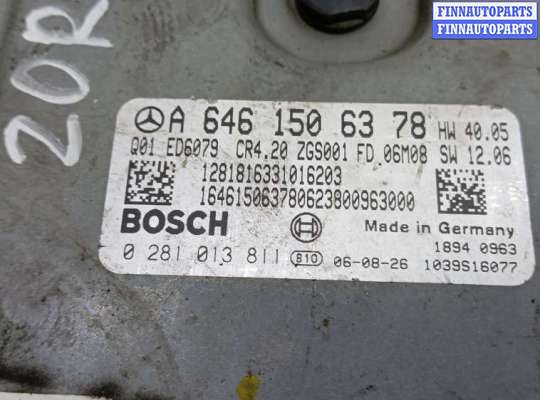 FINNAUTOPARTS
FINNAUTOPARTS
20R
A 646 150 63 78 HW 40.05
Q01 ED6079 CR4.20 ZGS001 FD 06M08 SW 12.06
1281816331016203
164615063780623800963000
BOSCH
Made in Germany
1894 0963
0 281 013 811 810 06-08-26 1039S16077